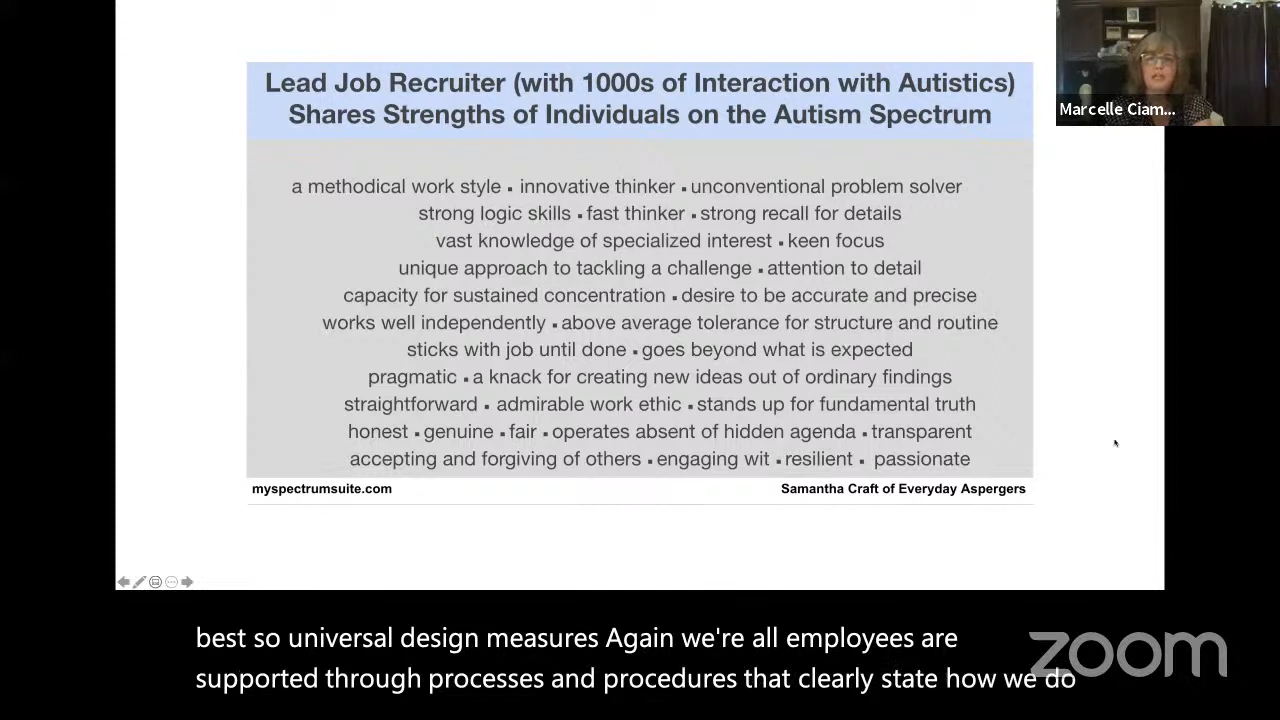 Lead Job Recruiter (with 1000s of Interaction with Autistics)
Shares Strengths of Individuals on the Autism Spectrum
Marcelle Ciam...
a methodical work style ▪ innovative thinker ▪ unconventional problem solver
strong logic skills ▪ fast thinker ▪ strong recall for details
vast knowledge of specialized interest ▪ keen focus
unique approach to tackling a challenge ▪ attention to detail
capacity for sustained concentration ▪ desire to be accurate and precise
works well independently ▪ above average tolerance for structure and routine
sticks with job until done ▪ goes beyond what is expected
pragmatic ▪ a knack for creating new ideas out of ordinary findings
straightforward ▪ admirable work ethic ▪ stands up for fundamental truth
honest ▪ genuine ▪ fair ▪ operates absent of hidden agenda ▪ transparent
accepting and forgiving of others ▪ engaging wit ▪ resilient ▪ passionate
myspectrumsuite.com
Samantha Craft of Everyday Aspergers
best so universal design measures Again we're all employees are
supported through processes and procedures that clearly state how we do
zoom